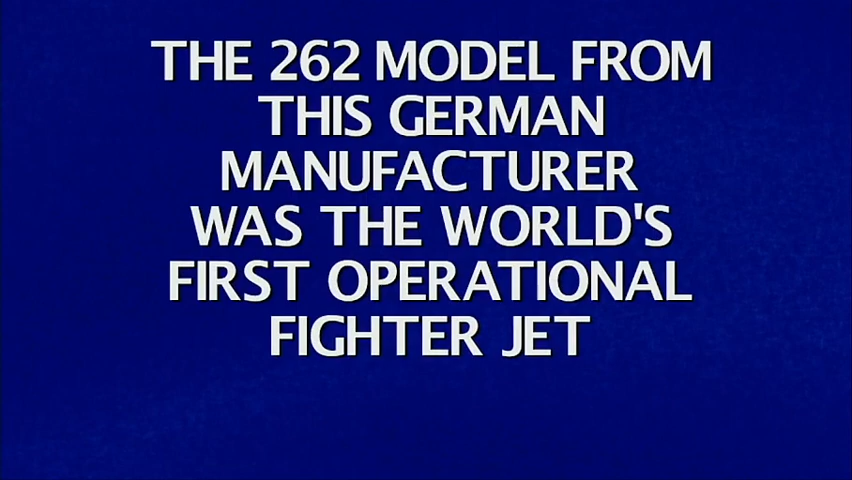 THE 262 MODEL FROM
THIS GERMAN
MANUFACTURER
WAS THE WORLD'S
FIRST OPERATIONAL
FIGHTER JET